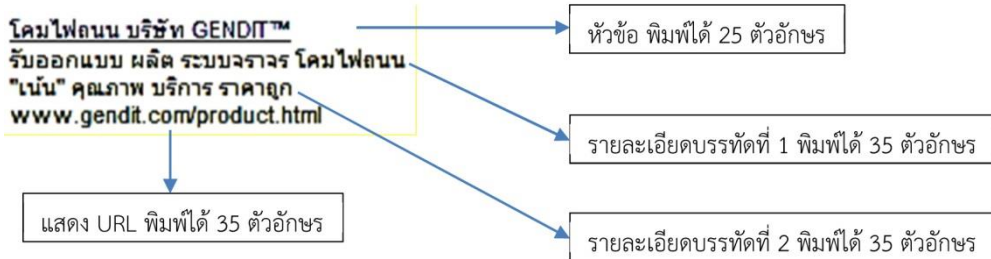 โคมไฟถนน บริษัท GENDIT™
รับออกแบบ ผลิต ระบบจราจร โคมไฟถนน
"เน้น" คุณภาพ บริการ ราคาถูก
www.gendit.com/product.html
หัวข้อ พิมพ์ได้ 25 ตัวอักษร
รายละเอียดบรรทัดที่ 1 พิมพ์ได้ 35 ตัวอักษร
แสดง URL พิมพ์ได้ 35 ตัวอักษร
รายละเอียดบรรทัดที่ 2 พิมพ์ได้ 35 ตัวอักษร